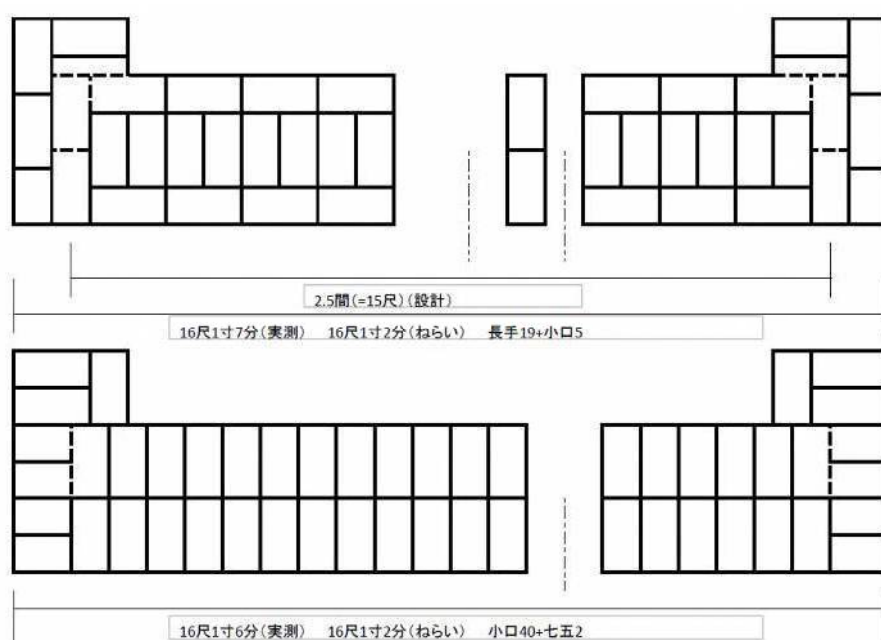 2.5間(=15尺)(設計)
16尺1寸7分(実測) 16尺1寸2分(ねらい) 長手19+小口5
16尺1寸6分(実測) 16尺1寸2分(ねらい) 小口40+七五2